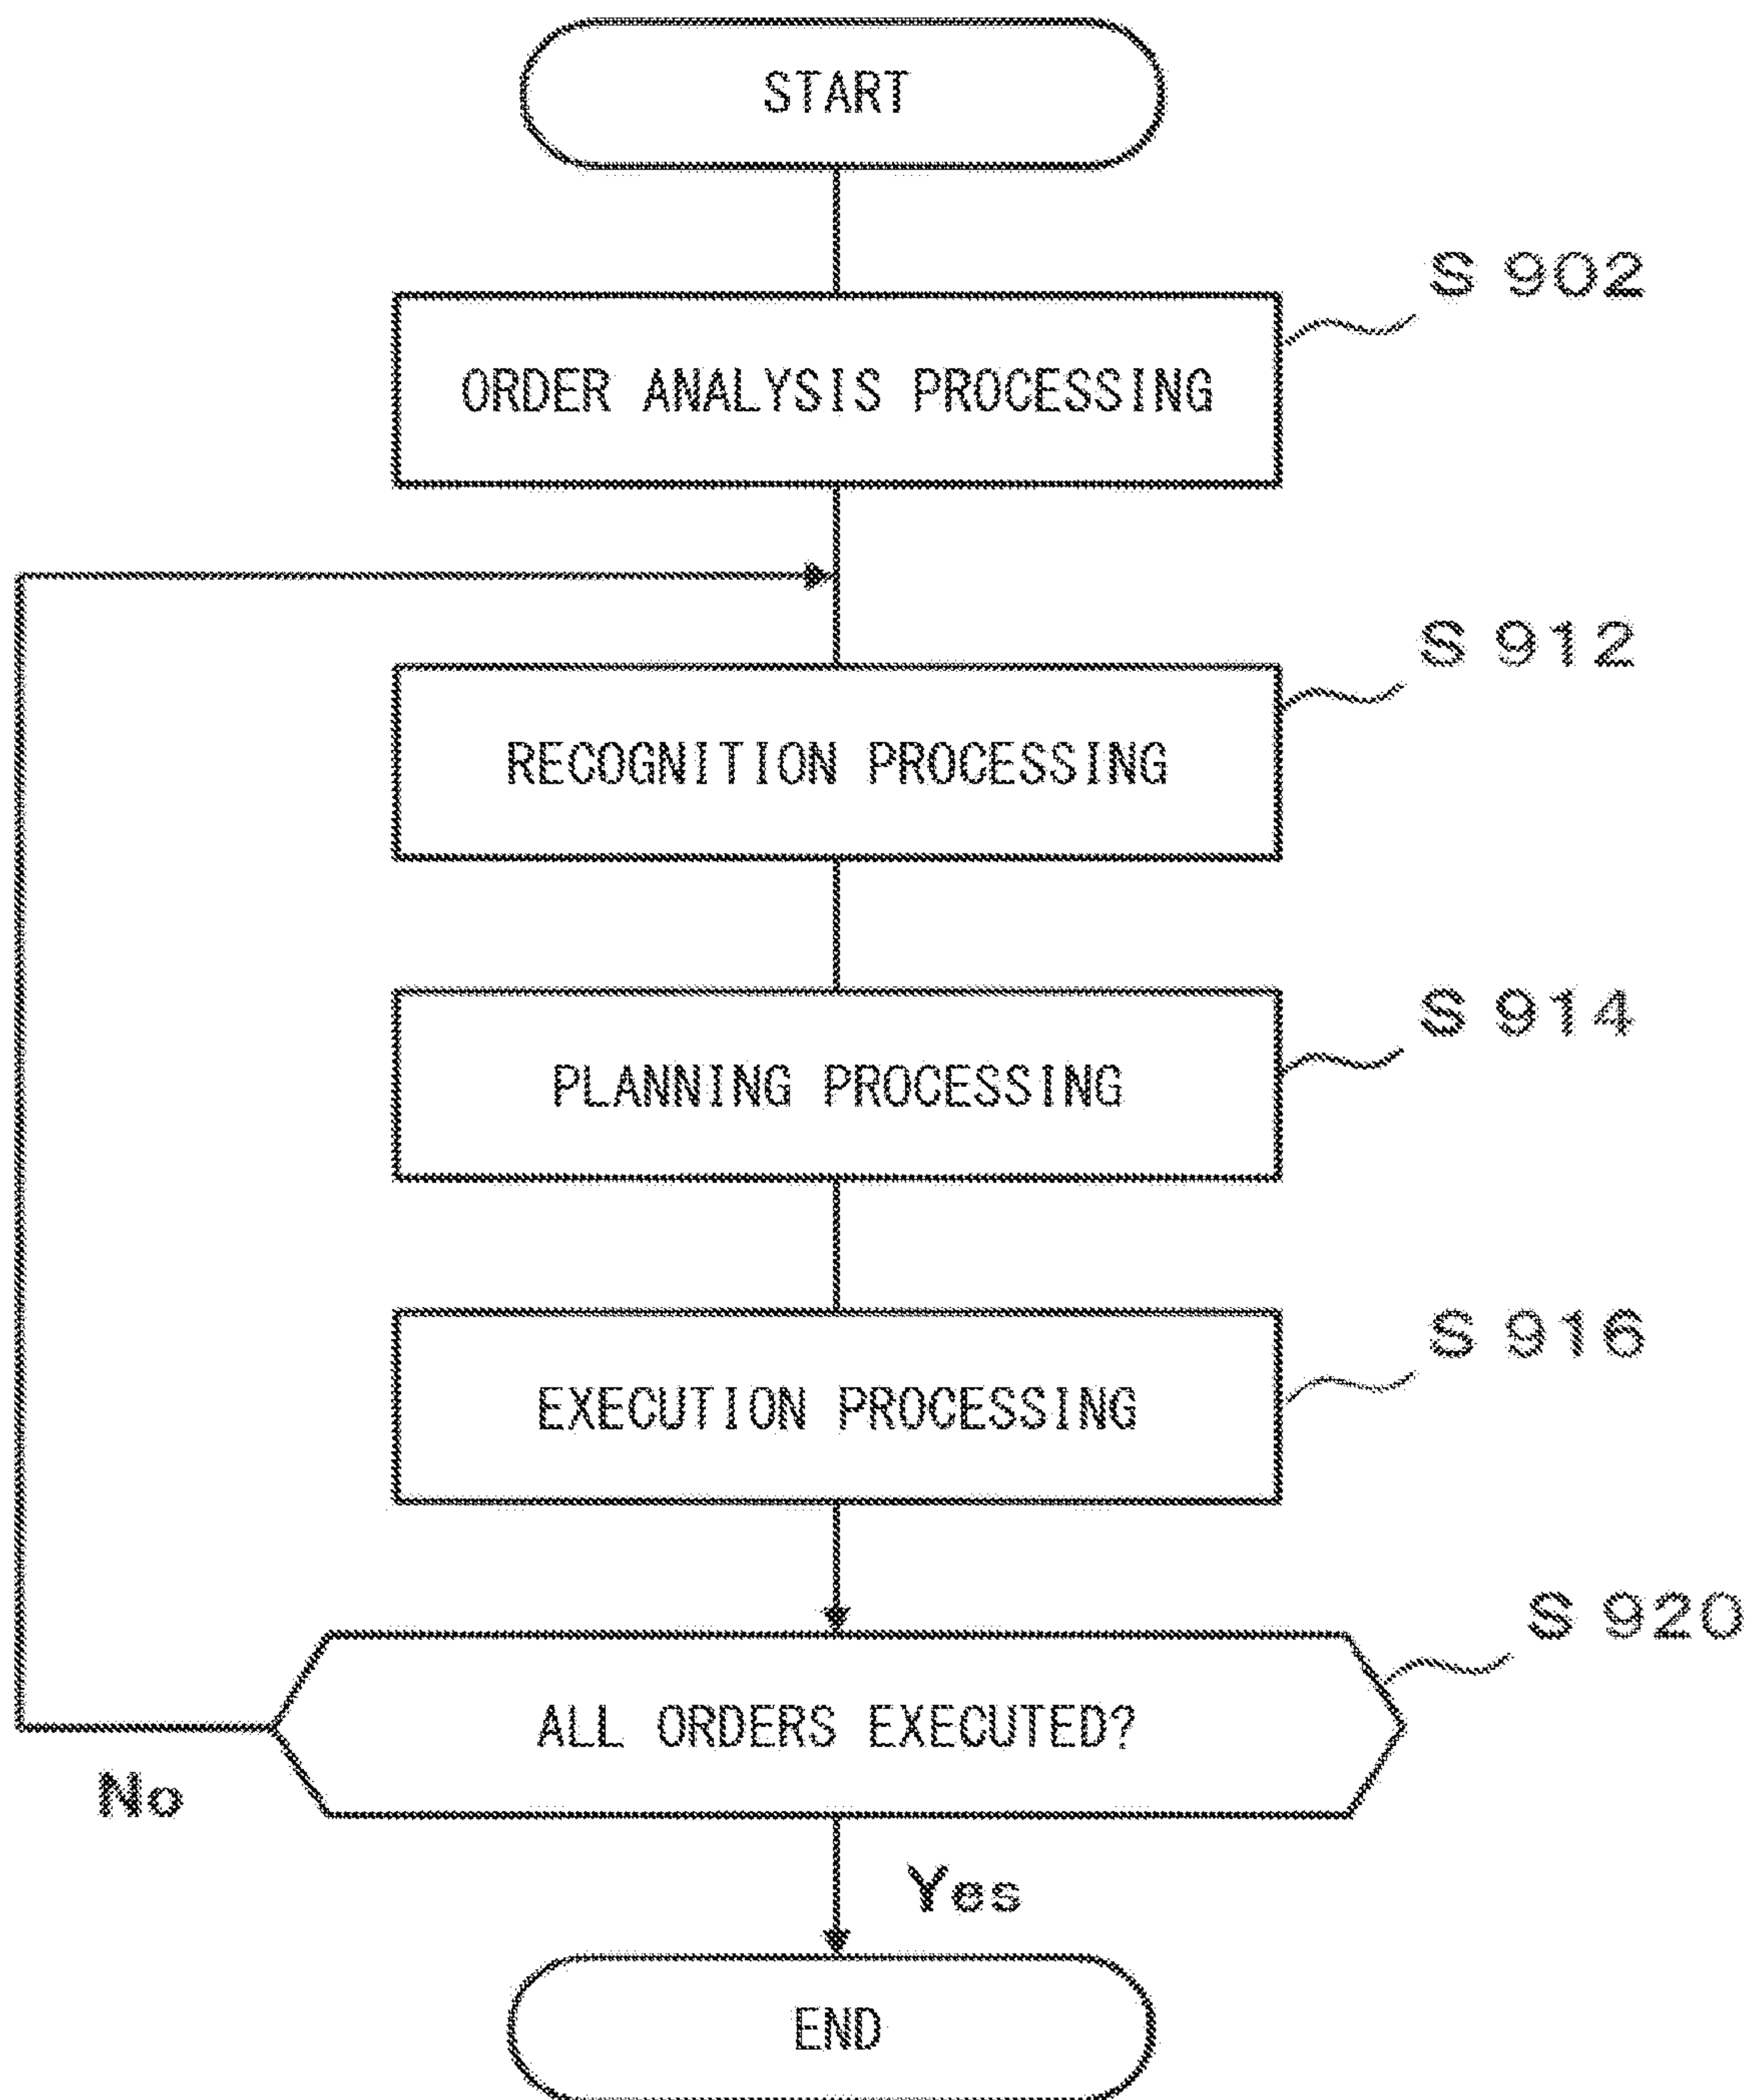 START
S 902
ORDER ANALYSIS PROCESSING
S 912
RECOGNITION PROCESSING
S 914
PLANNING PROCESSING
S 916
EXECUTION PROCESSING
S 920
ALL ORDERS EXECUTED?
No
Yes
END